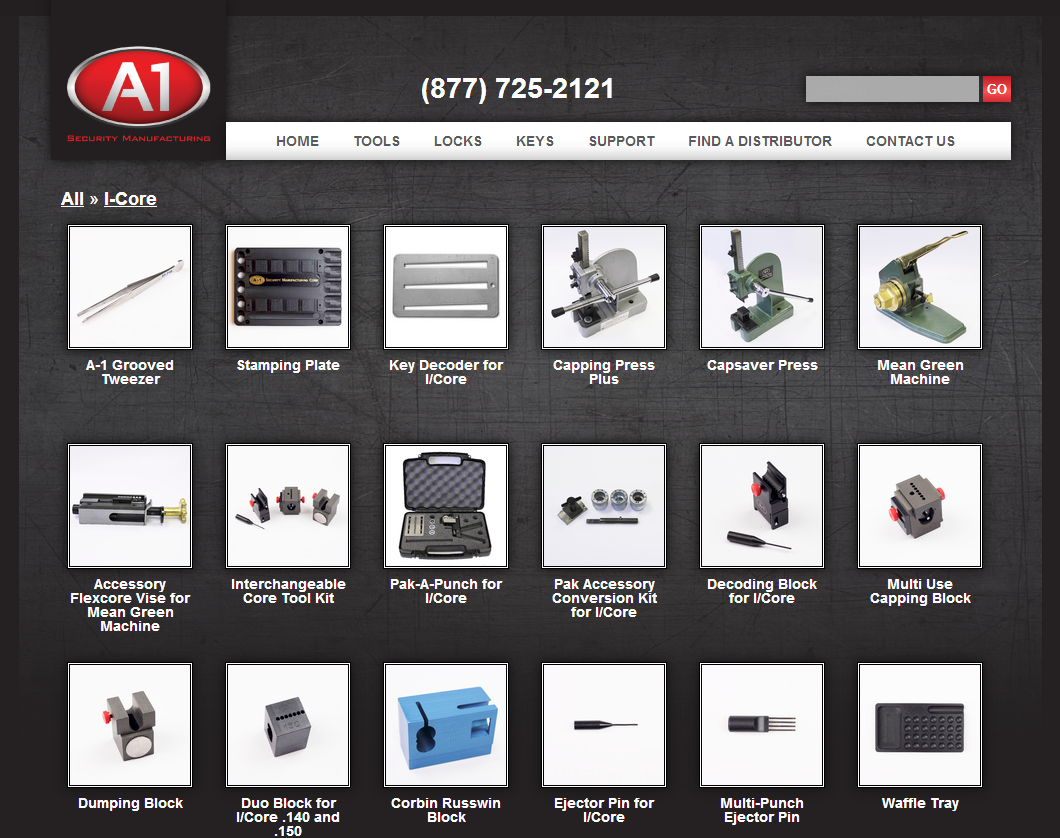 A1
SECURITY MANUFACTURING
(877) 725-2121
GO
HOME
TOOLS
LOCKS
KEYS
SUPPORT
FIND A DISTRIBUTOR
CONTACT US
All » I-Core
A-1 SECURITY MANUFACTURING CORP
A-1 Grooved
Tweezer
Stamping Plate
Key Decoder for
I/Core
Capping Press
Plus
Capsaver Press
Mean Green
Machine
Accessory
Flexcore Vise for
Mean Green
Machine
Interchangeable
Core Tool Kit
Pak-A-Punch for
I/Core
Pak Accessory
Conversion Kit
for I/Core
Decoding Block
for I/Core
Multi Use
Capping Block
Dumping Block
Duo Block for
I/Core .140 and
.150
Corbin Russwin
Block
Ejector Pin for
I/Core
Multi-Punch
Ejector Pin
Waffle Tray